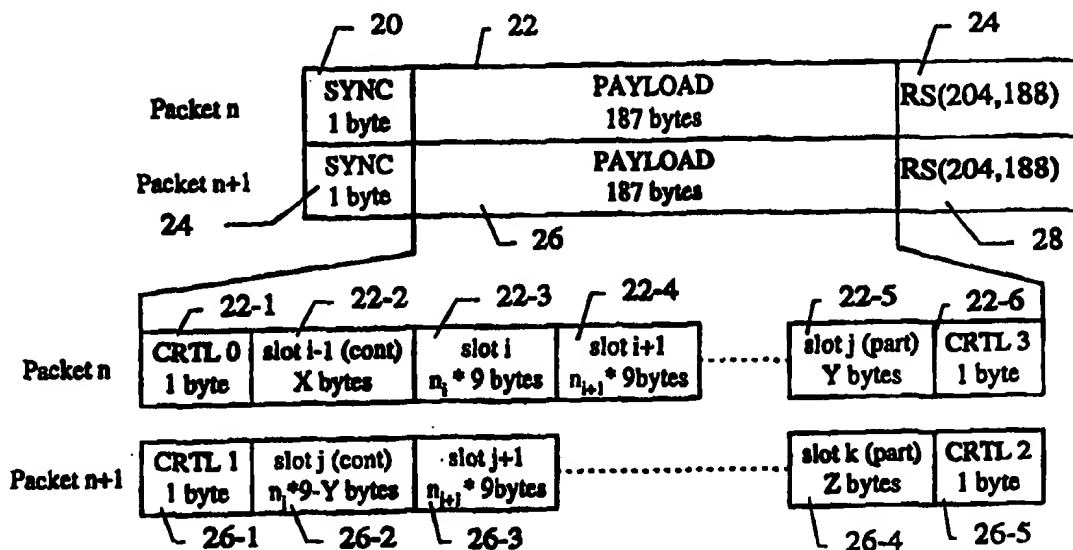 20 22 24
Packet n SYNC 1 byte PAYLOAD 187 bytes RS(204,188)
Packet n+1 SYNC 1 byte PAYLOAD 187 bytes RS(204,188)
24 26 28
22-1 22-2 22-3 22-4 22-5 22-6
Packet n CRTL 0 1 byte slot i-1 (cont) X bytes slot i n_i * 9 bytes slot i+1 n_{i+1} * 9bytes slot j (part) Y bytes CRTL 3 1 byte
Packet n+1 CRTL 1 1 byte slot j (cont) n_j*9-Y bytes slot j+1 n_{j+1} * 9bytes slot k (part) Z bytes CRTL 2 1 byte
26-1 26-2 26-3 26-4 26-5